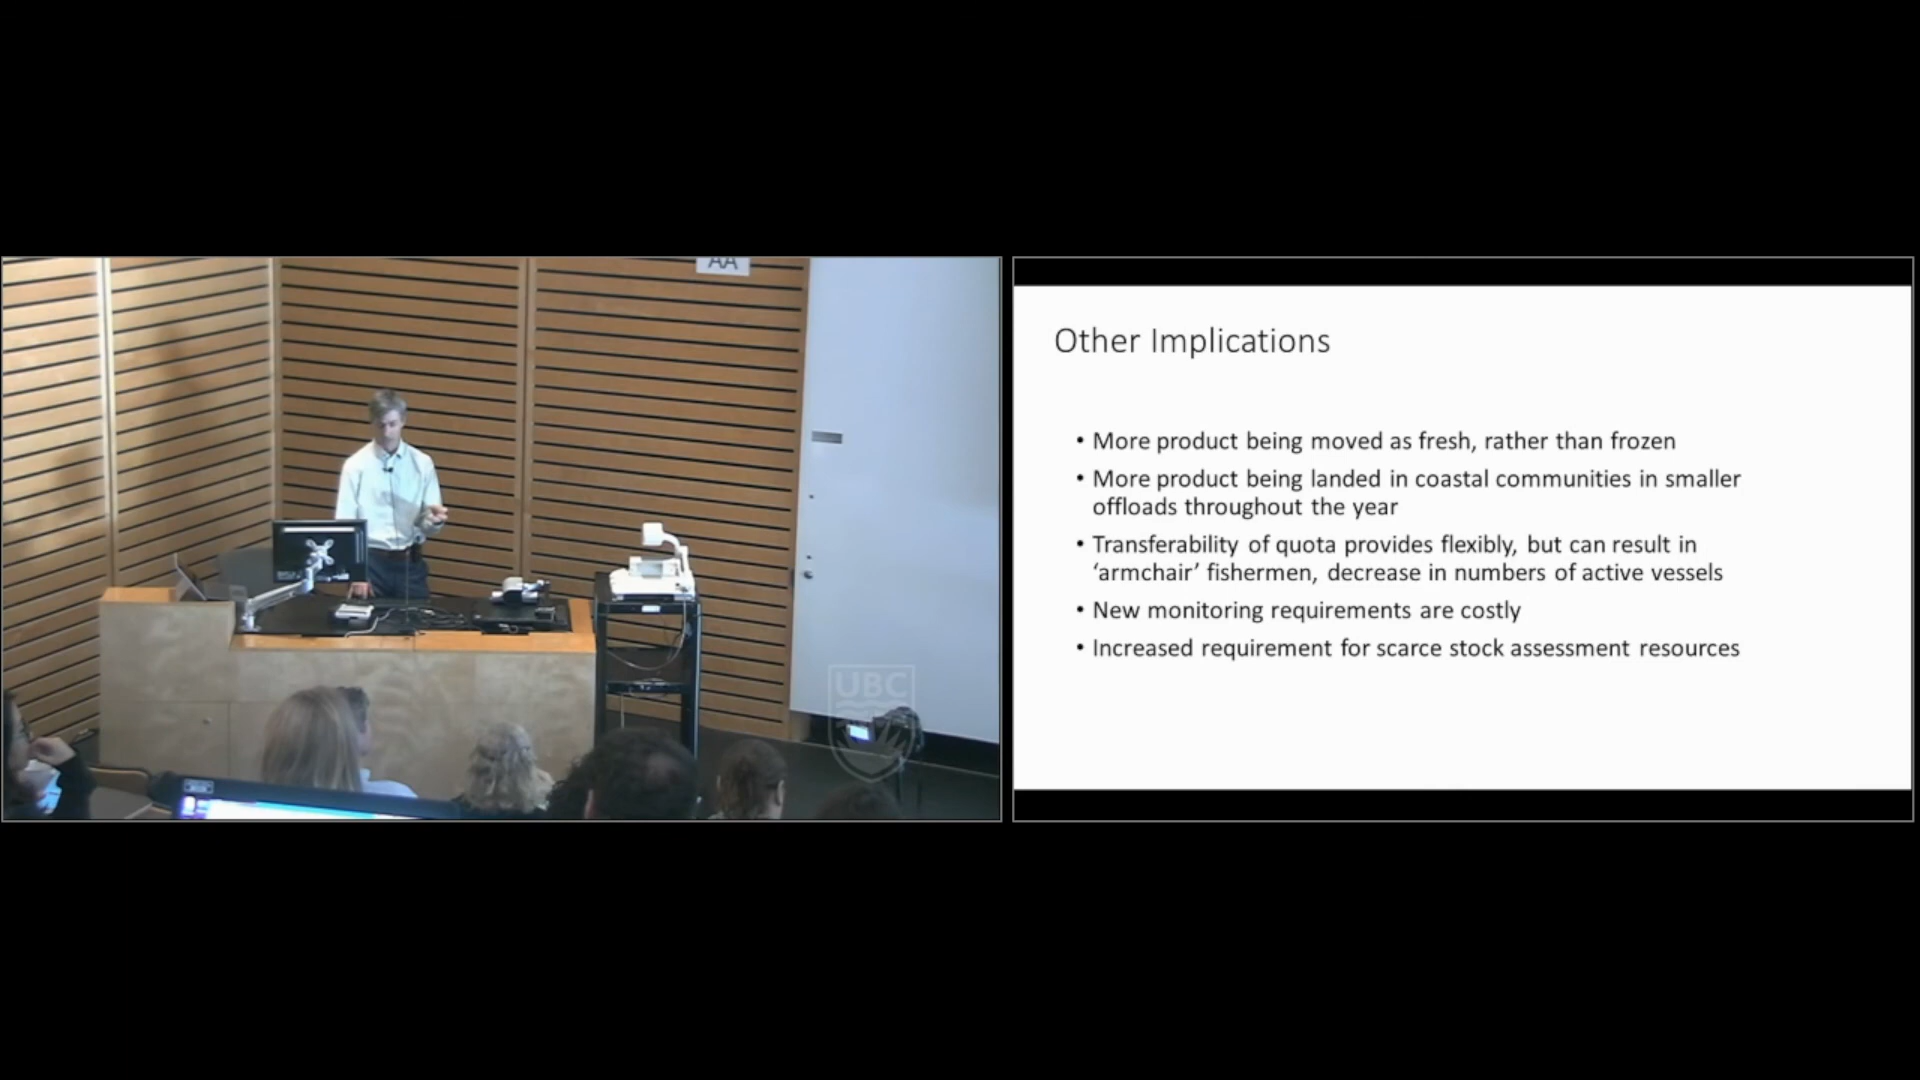 AA
UBC
Other Implications
• More product being moved as fresh, rather than frozen
• More product being landed in coastal communities in smaller
offloads throughout the year
• Transferability of quota provides flexibly, but can result in
‘armchair’ fishermen, decrease in numbers of active vessels
• New monitoring requirements are costly
• Increased requirement for scarce stock assessment resources